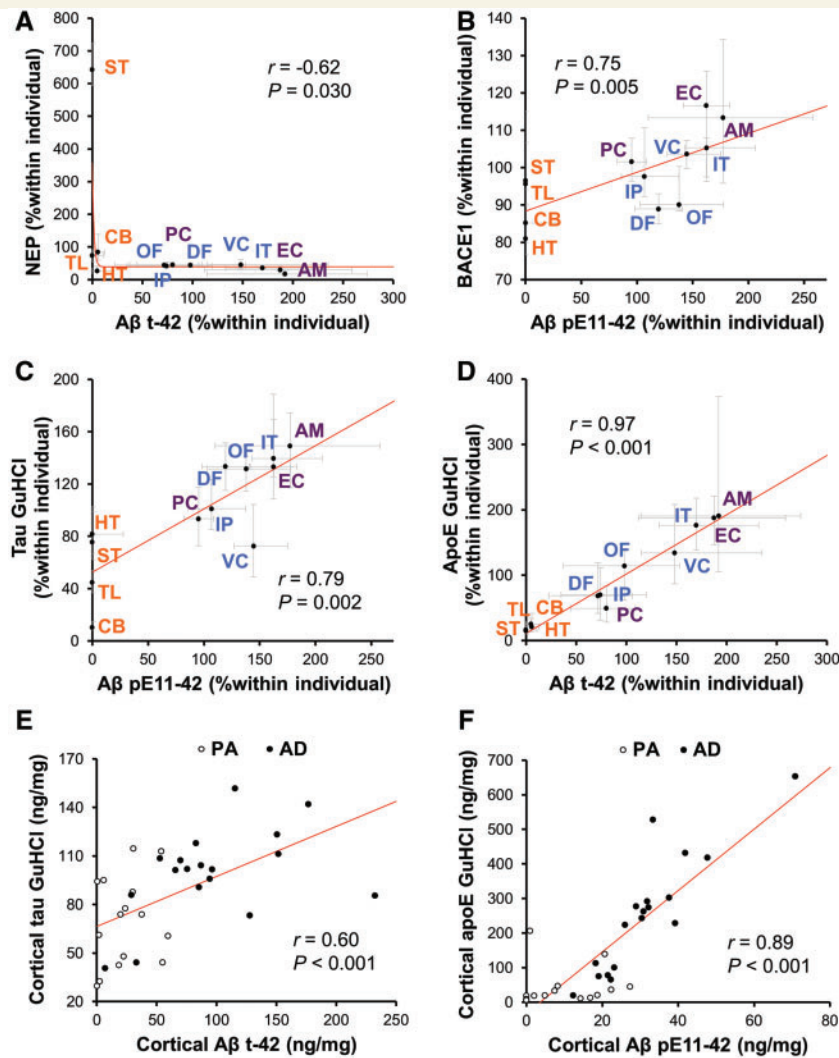 A
NEP (%within individual)
800
700
600
500
400
300
200
100
0
ST
r = -0.62
P = 0.030
TL
CB
HT
OF
PC
IP
DF
VC
IT
EC
AM
0 50 100 150 200 250 300
Aβ t-42 (%within individual)
B
BACE1 (%within individual)
140
130
120
110
100
90
80
70
r = 0.75
P = 0.005
EC
AM
PC
VC
IT
IP
DF
OF
ST
TL
CB
HT
0 50 100 150 200 250
Aβ pE11-42 (%within individual)
C
Tau GuHCl
(%within individual)
200
160
120
80
40
0
AM
IT
OF
DF
EC
PC
IP
VC
HT
ST
TL
CB
r = 0.79
P = 0.002
0 50 100 150 200 250
Aβ pE11-42 (%within individual)
D
ApoE GuHCl
(%within individual)
400
300
200
100
0
r = 0.97
P < 0.001
AM
IT
EC
OF
VC
DF
IP
PC
TL
CB
ST
HT
0 50 100 150 200 250 300
Aβ t-42 (%within individual)
E
PA AD
Cortical tau GuHCl (ng/mg)
170
140
110
80
50
20
r = 0.60
P < 0.001
0 50 100 150 200 250
Cortical Aβ t-42 (ng/mg)
F
PA AD
Cortical apoE GuHCl (ng/mg)
700
600
500
400
300
200
100
0
r = 0.89
P < 0.001
0 20 40 60 80
Cortical Aβ pE11-42 (ng/mg)